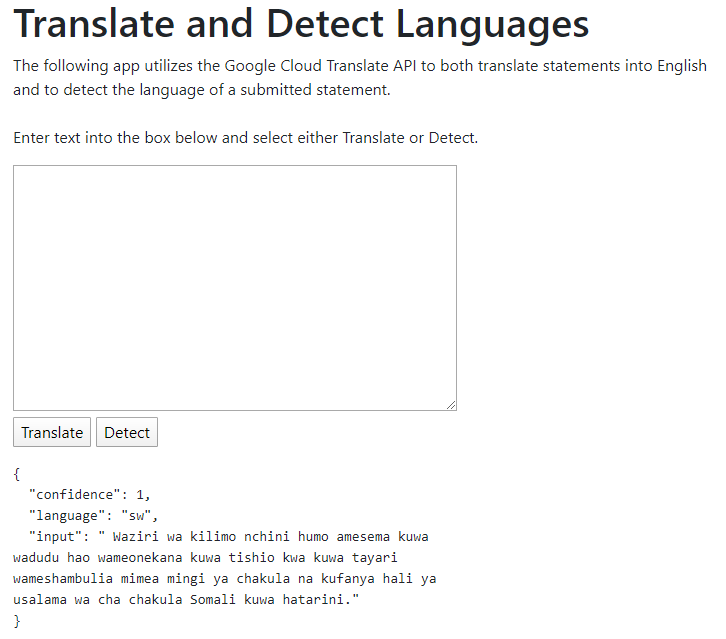 Translate and Detect Languages
The following app utilizes the Google Cloud Translate API to both translate statements into English
and to detect the language of a submitted statement.
Enter text into the box below and select either Translate or Detect.
Translate Detect
{
  "confidence": 1,
  "language": "sw",
  "input": " Waziri wa kilimo nchini humo amesema kuwa
wadudu hao wameonekana kuwa tishio kwa kuwa tayari
wameshambulia mimea mingi ya chakula na kufanya hali ya
usalama wa cha chakula Somali kuwa hatarini."
}